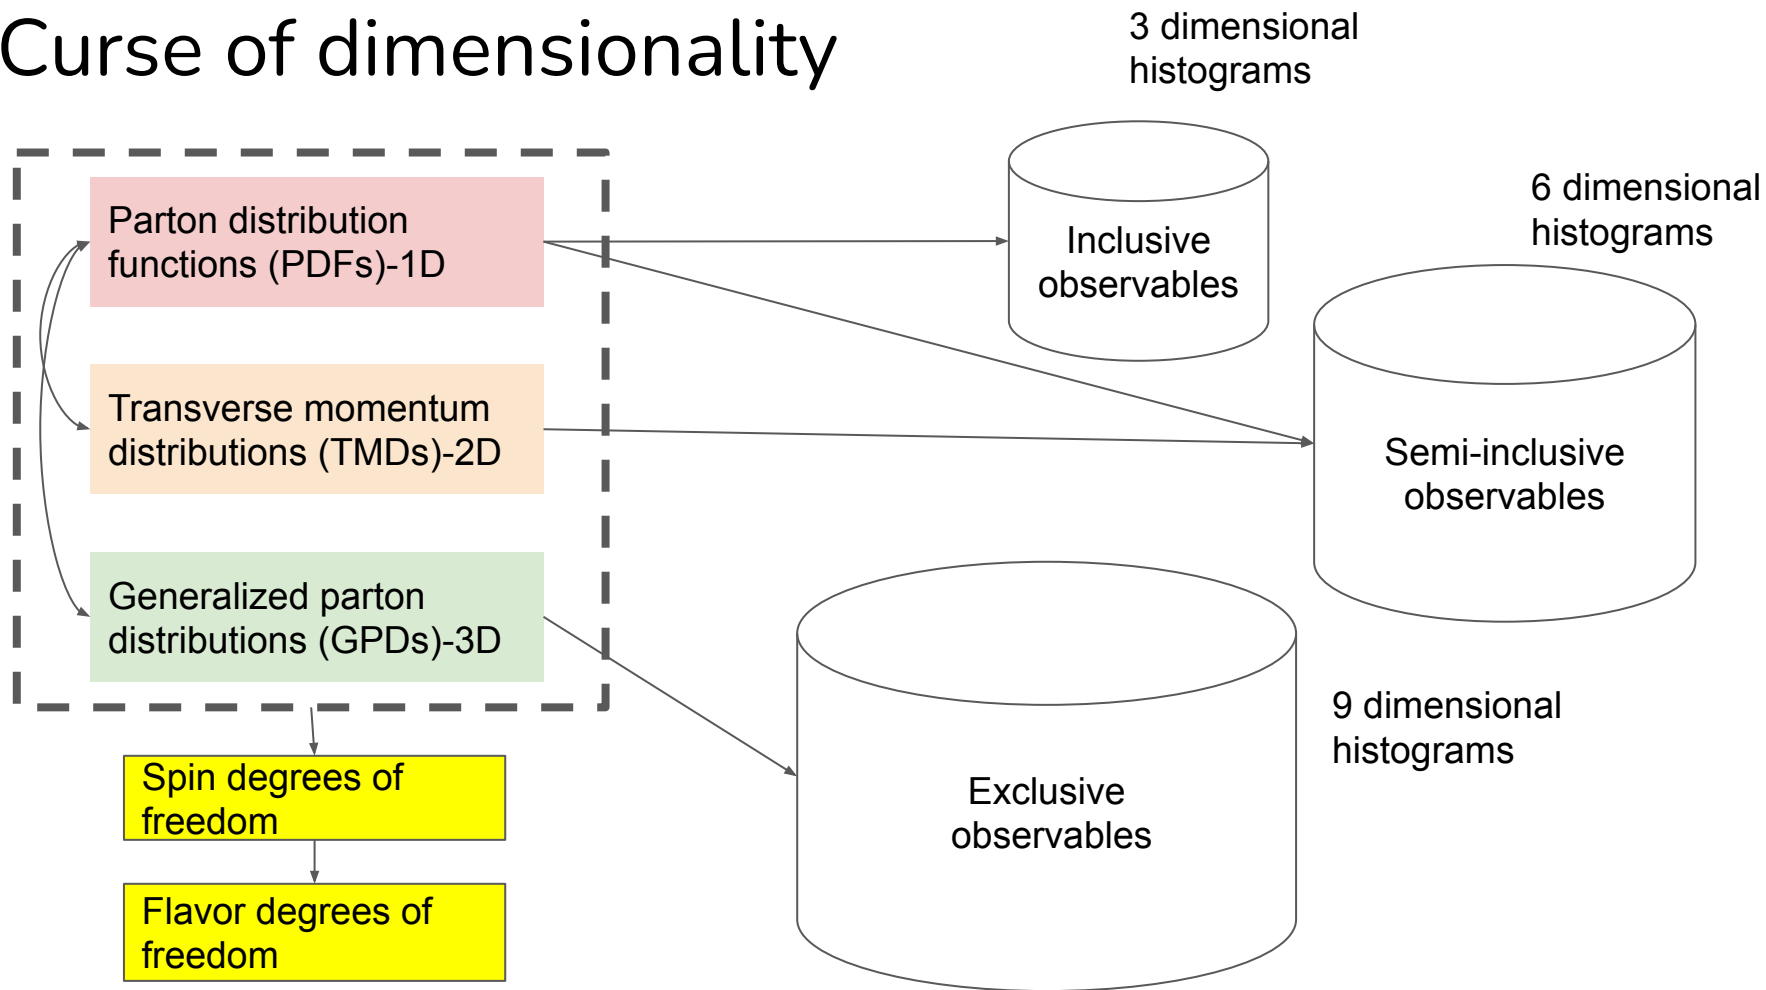 Curse of dimensionality
3 dimensional
histograms
Parton distribution
functions (PDFs)-1D
Inclusive
observables
6 dimensional
histograms
Transverse momentum
distributions (TMDs)-2D
Semi-inclusive
observables
Generalized parton
distributions (GPDs)-3D
9 dimensional
histograms
Exclusive
observables
Spin degrees of
freedom
Flavor degrees of
freedom